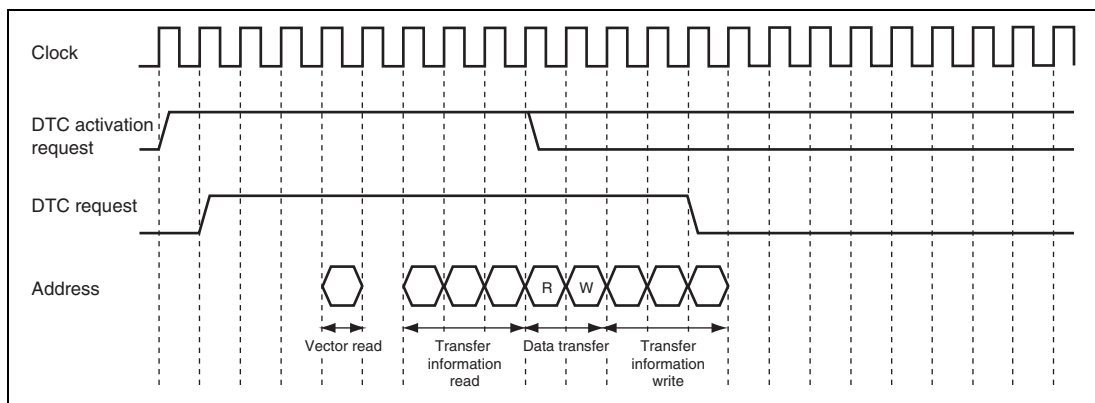 Clock
DTC activation
request
DTC request
Address
R W
Vector read
Transfer
information
read
Data transfer
Transfer
information
write